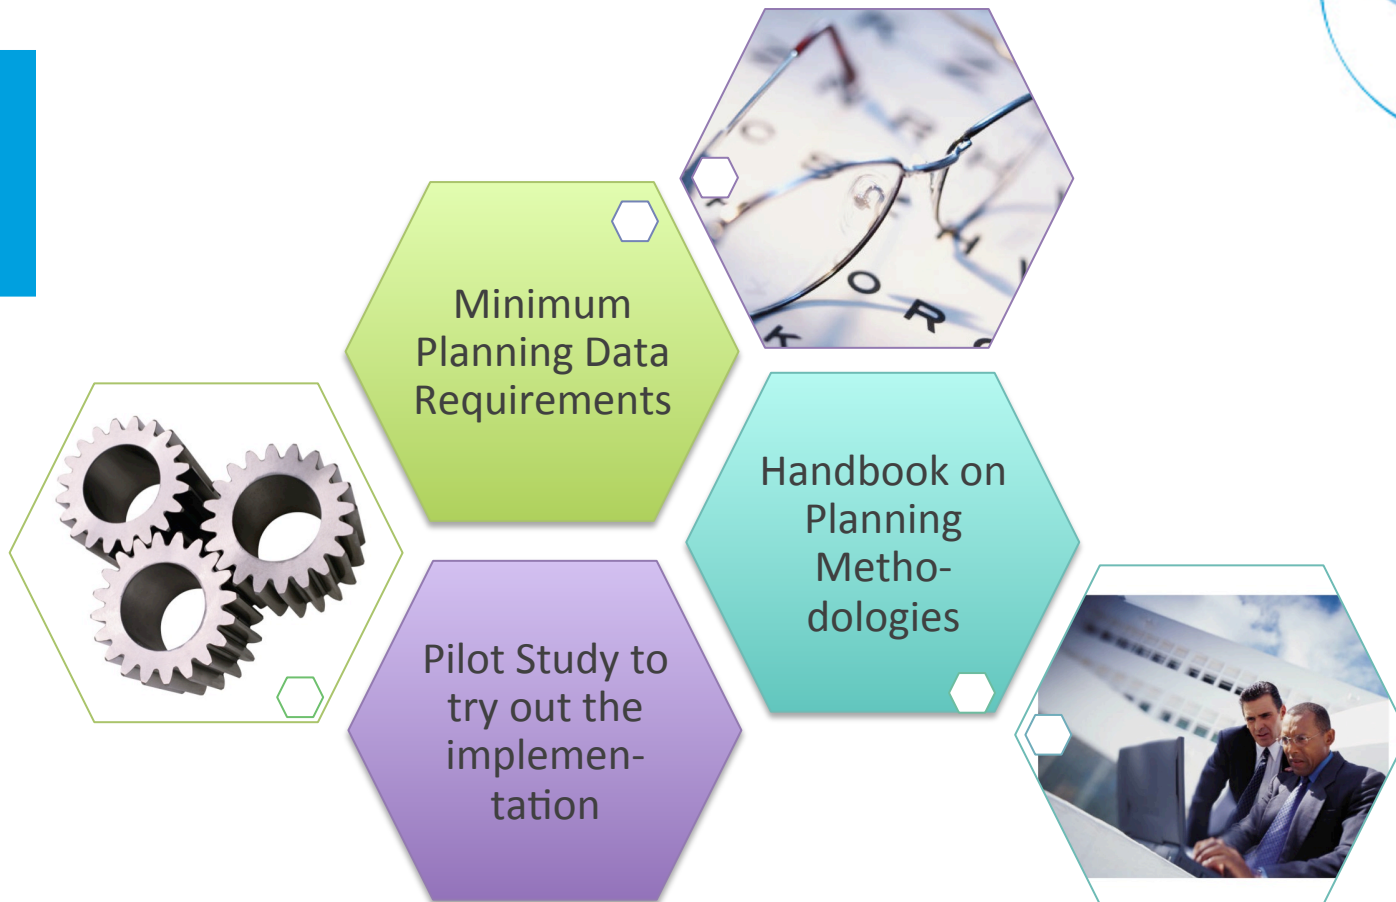 Minimum
Planning Data
Requirements
Handbook on
Planning
Metho-
dologies
Pilot Study to
try out the
implemen-
tation